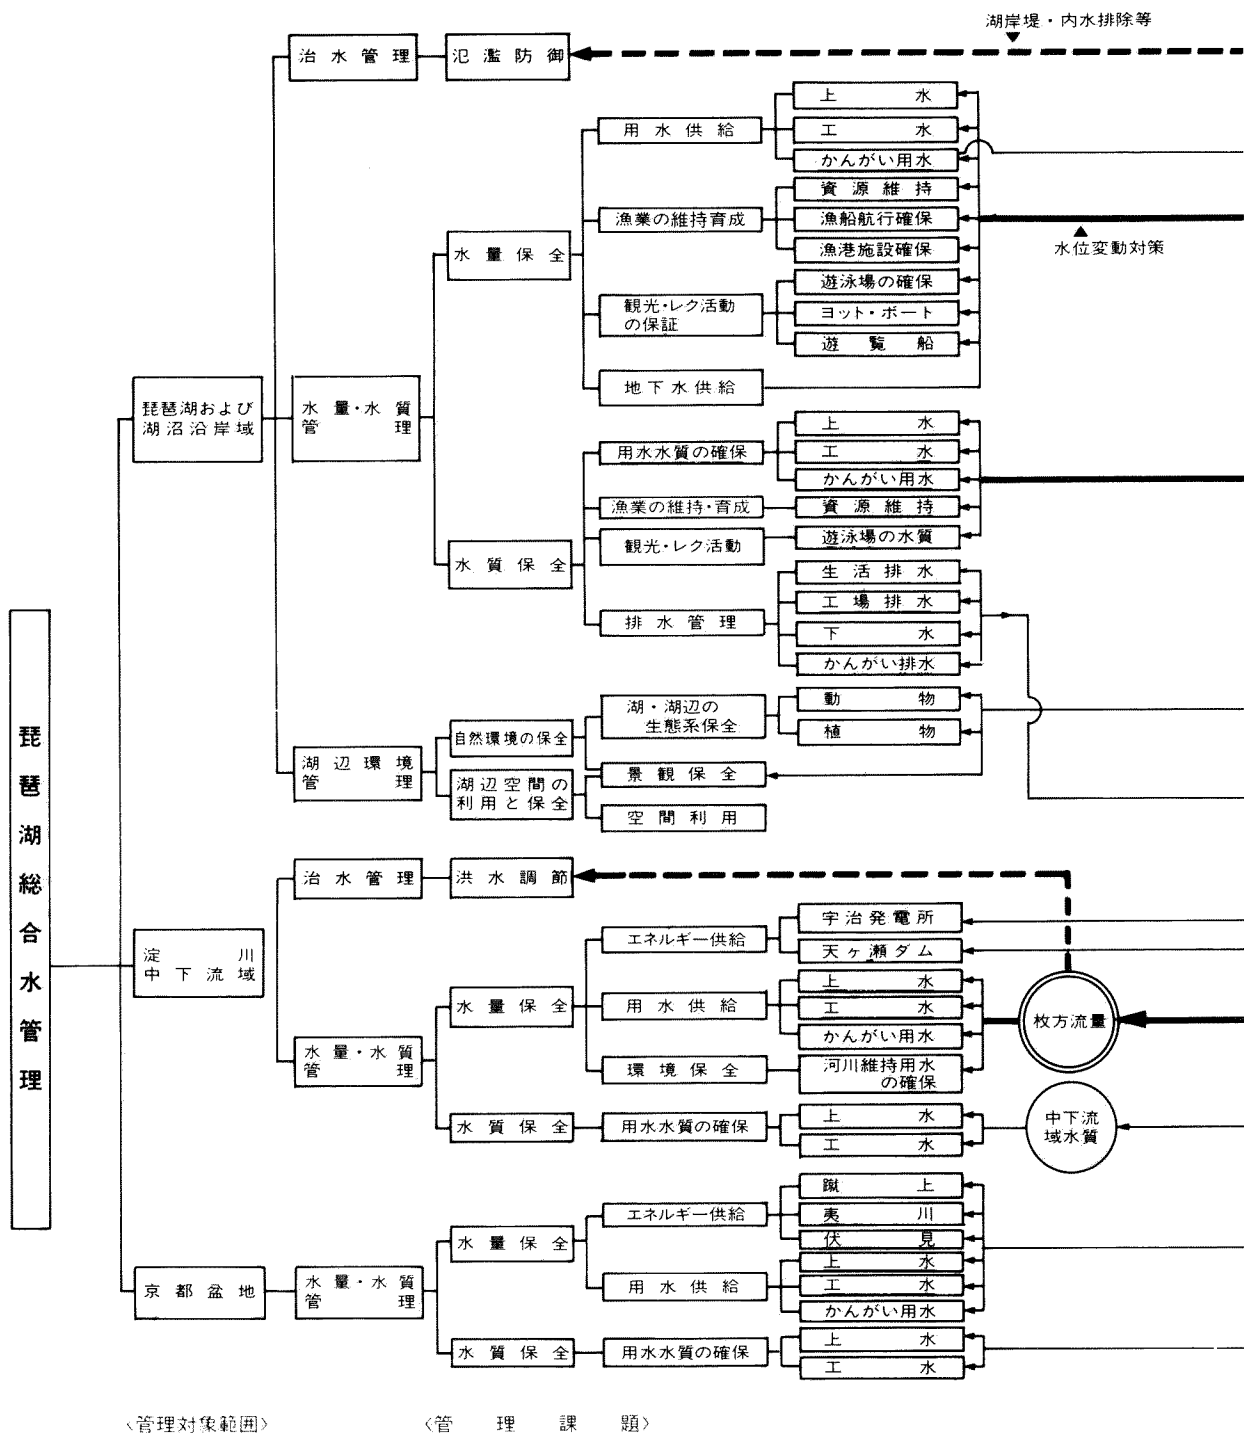 湖岸堤・内水排除等
治水管理
氾濫防御
上水
用水供給
工水
かんがい用水
資源維持
漁業の維持育成
漁船航行確保
水位変動対策
水量保全
漁港施設確保
遊泳場の確保
観光・レク活動
の保証
ヨット・ボート
遊覧船
地下水供給
琵琶湖および
湖沼沿岸域
水量・水質
管理
上水
用水水質の確保
工水
かんがい用水
漁業の維持・育成
資源維持
観光・レク活動
遊泳場の水質
水質保全
生活排水
工場排水
排水管理
下水
かんがい排水
湖・湖辺の
生態系保全
動物
植物
自然環境の保全
湖辺環境
管理
景観保全
湖辺空間の
利用と保全
空間利用
琵琶湖総合水管理
治水管理
洪水調節
宇治発電所
エネルギー供給
天ヶ瀬ダム
淀川
中下流域
上水
水量保全
用水供給
工水
枚方流量
かんがい用水
水量・水質
管理
環境保全
河川維持用水
の確保
水質保全
用水水質の確保
上水
中下流
域水質
工水
蹴上
エネルギー供給
夷川
水量保全
伏見
上水
京都盆地
水量・水質
管理
用水供給
工水
かんがい用水
上水
水質保全
用水水質の確保
工水
〈管理対象範囲〉
〈管理課題〉